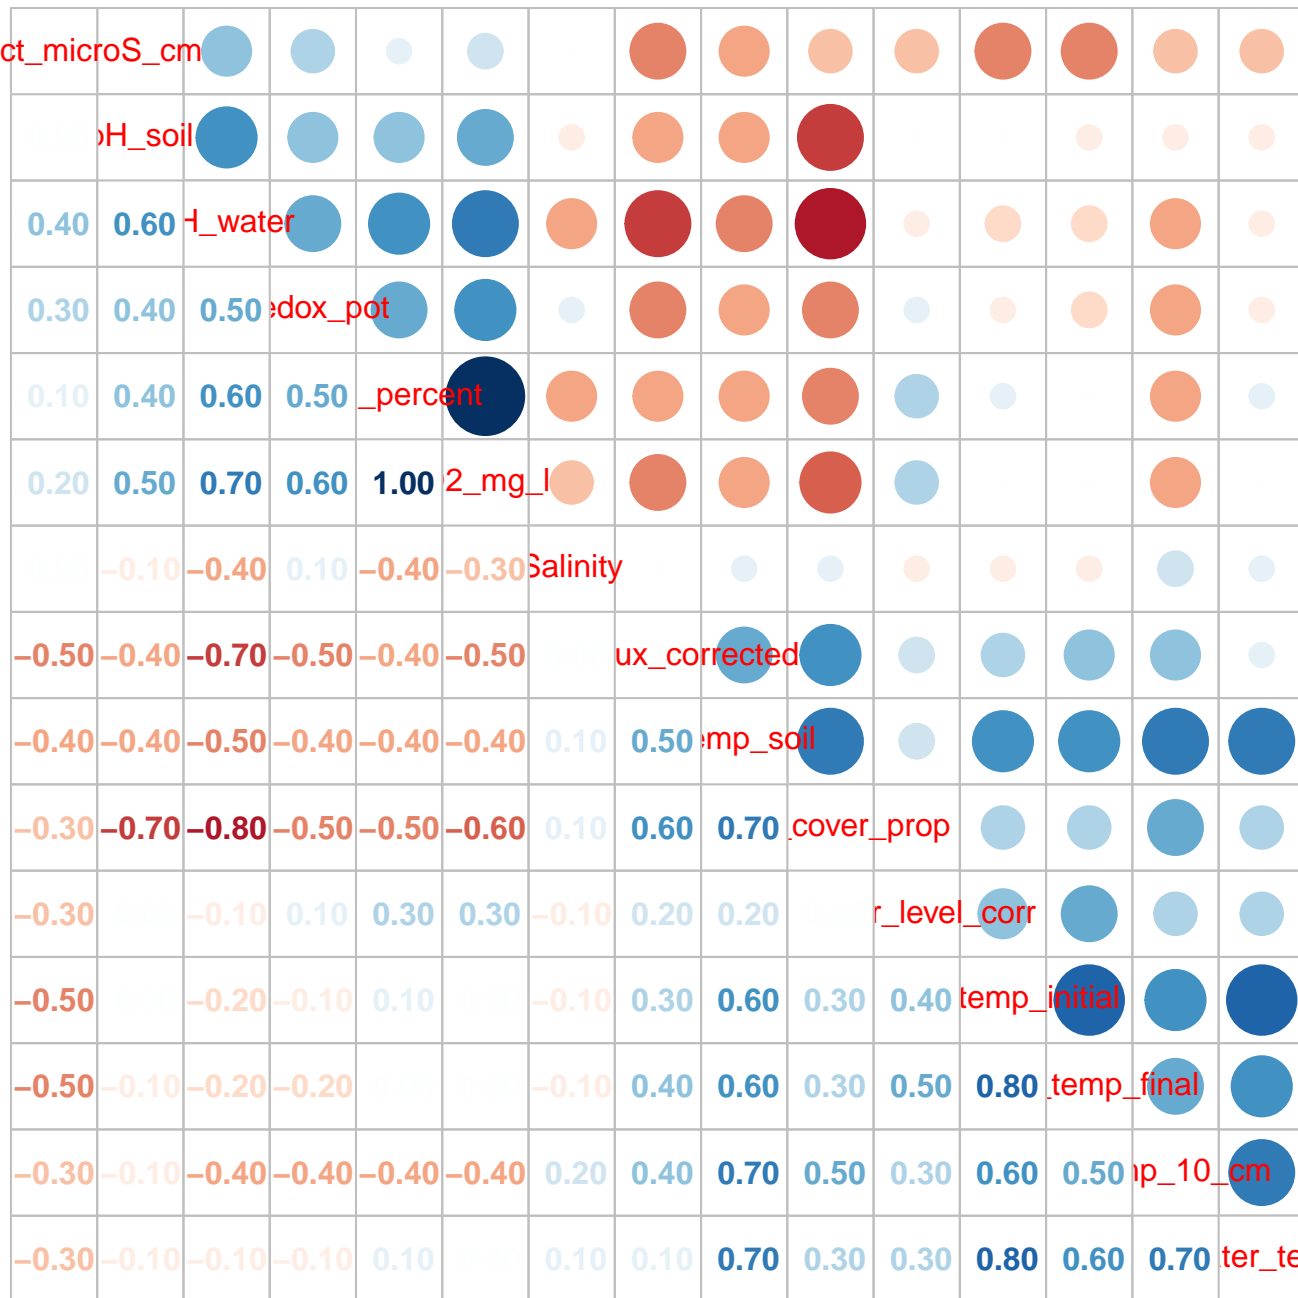 ct_microS_cm
pH_soil
0.40 0.60 H_water
0.30 0.40 0.50 edox_pot
0.10 0.40 0.60 0.50 _percent
0.20 0.50 0.70 0.60 1.00 2_mg_l
−0.10 −0.40 0.10 −0.40 −0.30 Salinity
−0.50 −0.40 −0.70 −0.50 −0.40 −0.50 ux_corrected
−0.40 −0.40 −0.50 −0.40 −0.40 −0.40 0.10 0.50 emp_soil
−0.30 −0.70 −0.80 −0.50 −0.50 −0.60 0.10 0.60 0.70 _cover_prop
−0.30 −0.10 0.10 0.30 0.30 −0.10 0.20 0.20 r_level_corr
−0.50 −0.20 −0.10 0.10 −0.10 0.30 0.60 0.30 0.40 temp_initial
−0.50 −0.10 −0.20 −0.20 −0.10 0.40 0.60 0.30 0.50 0.80 _temp_final
−0.30 −0.10 −0.40 −0.40 −0.40 −0.40 0.20 0.40 0.70 0.50 0.30 0.60 0.50 np_10_cm
−0.30 −0.10 −0.10 −0.10 0.10 0.10 0.10 0.70 0.30 0.30 0.80 0.60 0.70 ter_te